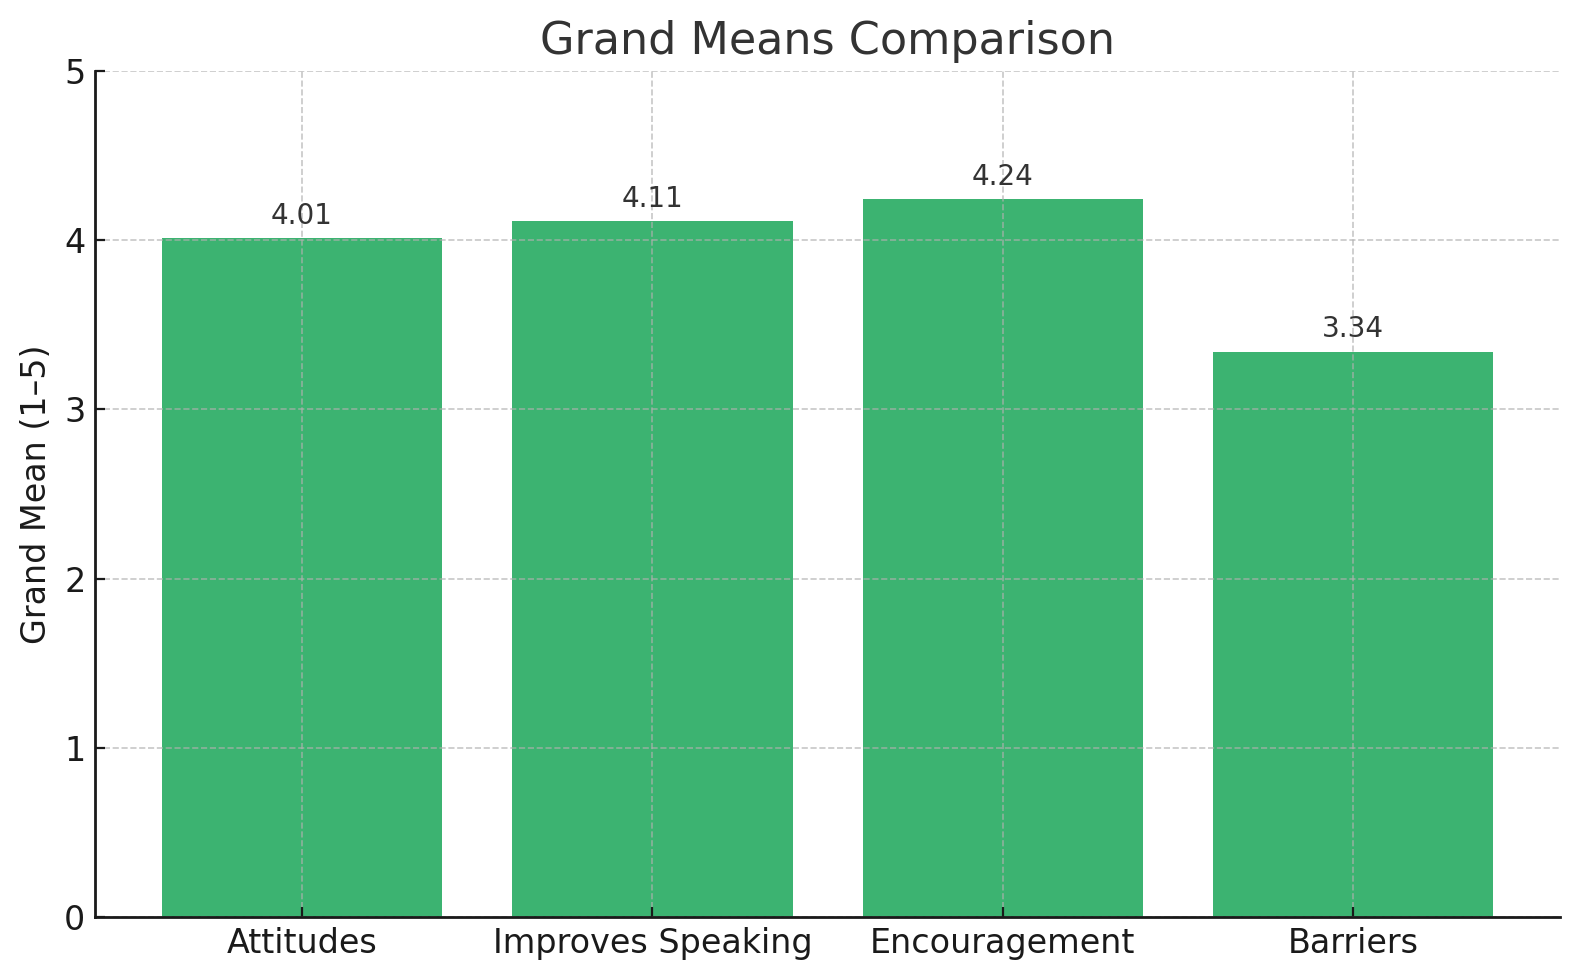 Grand Means Comparison
Grand Mean (1–5)
5
4
3
2
1
0
4.01
4.11
4.24
3.34
Attitudes
Improves Speaking
Encouragement
Barriers